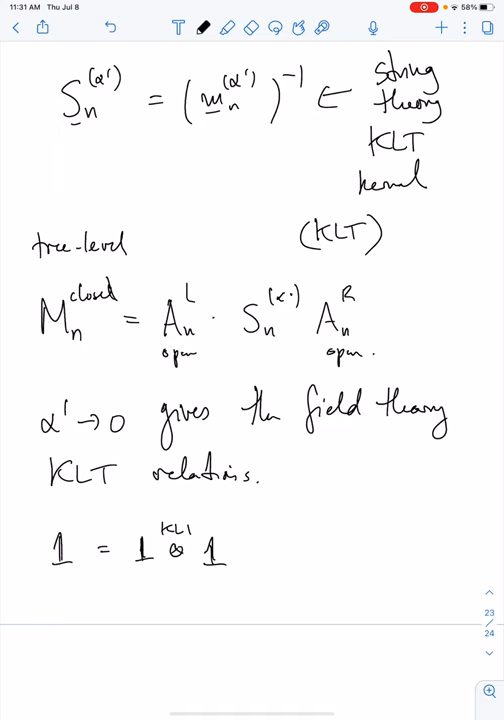 11:31 AM Thu Jul 8
58%
S_n^(α') = (m_n^(α'))^-1 ← string
theory
KLT
kernel
(KLT)
tree-level
M_n^closed = A_n^L · S_n^(α') A_n^R
open open.
α' → 0 gives the field theory
KLT relations.
KLT
1 = 1 ⊗ 1
23
/
24